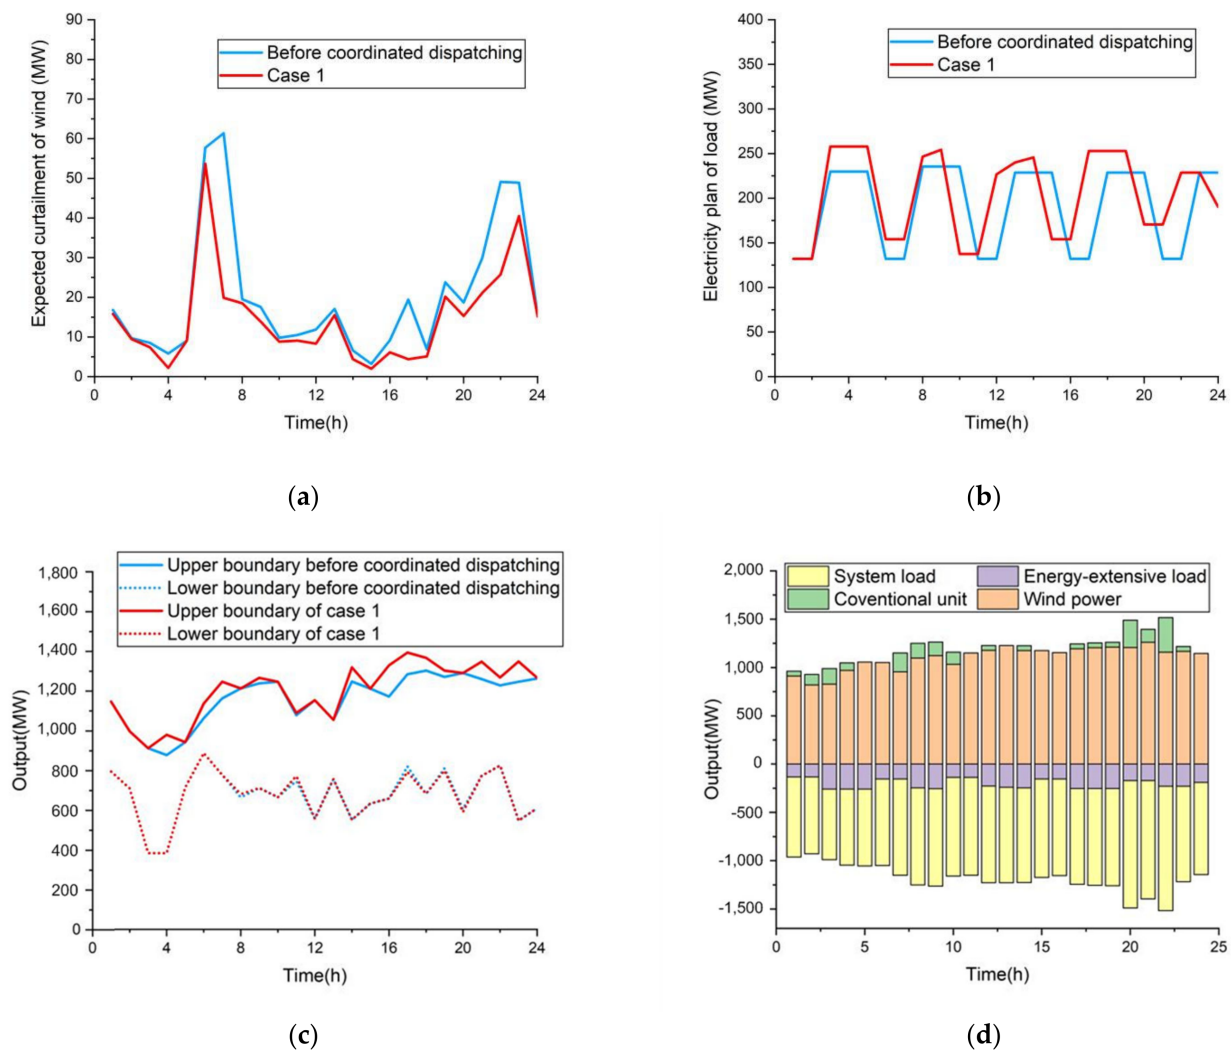 Expected curtailment of wind (MW)
90
80
70
60
50
40
30
20
10
0
Before coordinated dispatching
Case 1
0 4 8 12 16 20 24
Time(h)
(a)
Electricity plan of load (MW)
400
350
300
250
200
150
100
50
0
Before coordinated dispatching
Case 1
0 4 8 12 16 20 24
Time(h)
(b)
Output(MW)
1,800
1,600
1,400
1,200
1,000
800
600
400
200
0
Upper boundary before coordinated dispatching
Lower boundary before coordinated dispatching
Upper boundary of case 1
Lower boundary of case 1
0 4 8 12 16 20 24
Time(h)
(c)
Output(MW)
2,000
1,500
1,000
500
0
-500
-1,000
-1,500
System load Energy-extensive load
Coventional unit Wind power
0 5 10 15 20 25
Time(h)
(d)